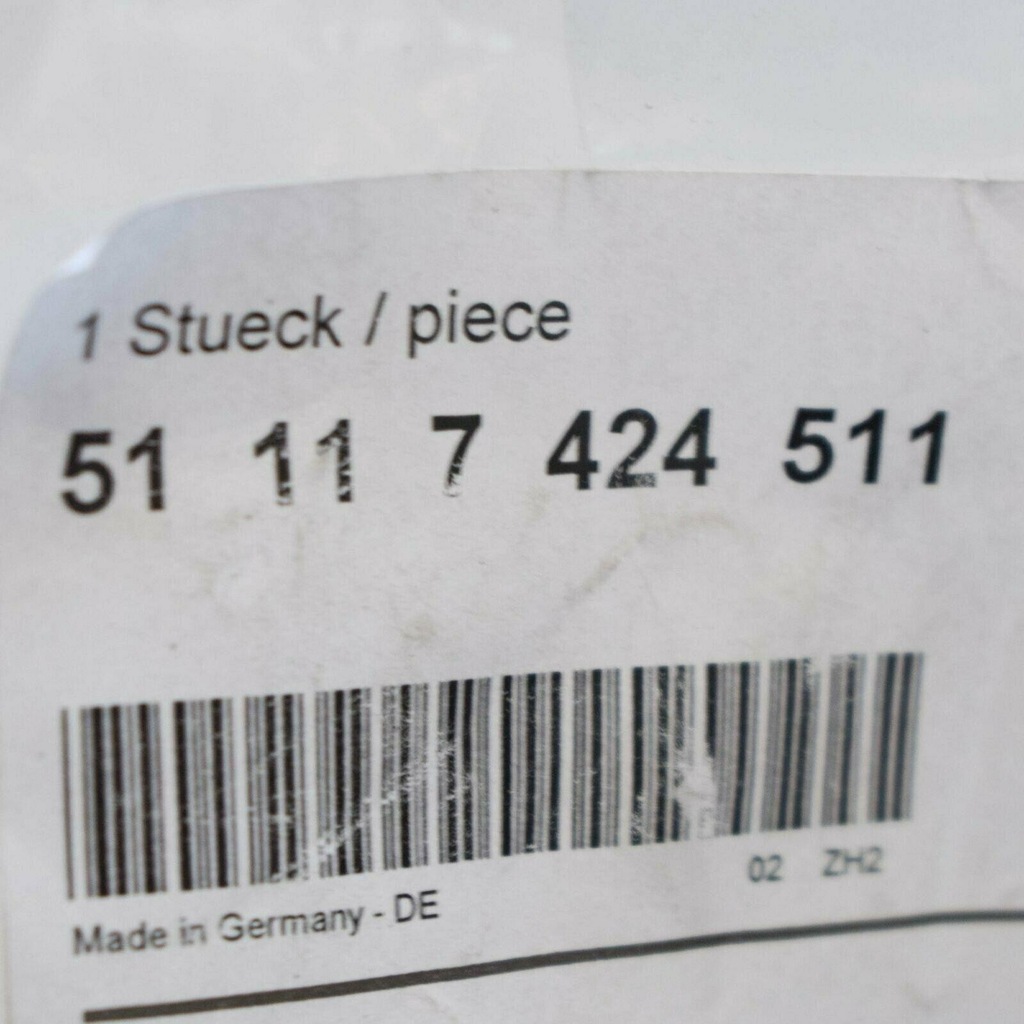 1 Stueck / piece
51 11 7 424 511
02 ZH2
Made in Germany - DE